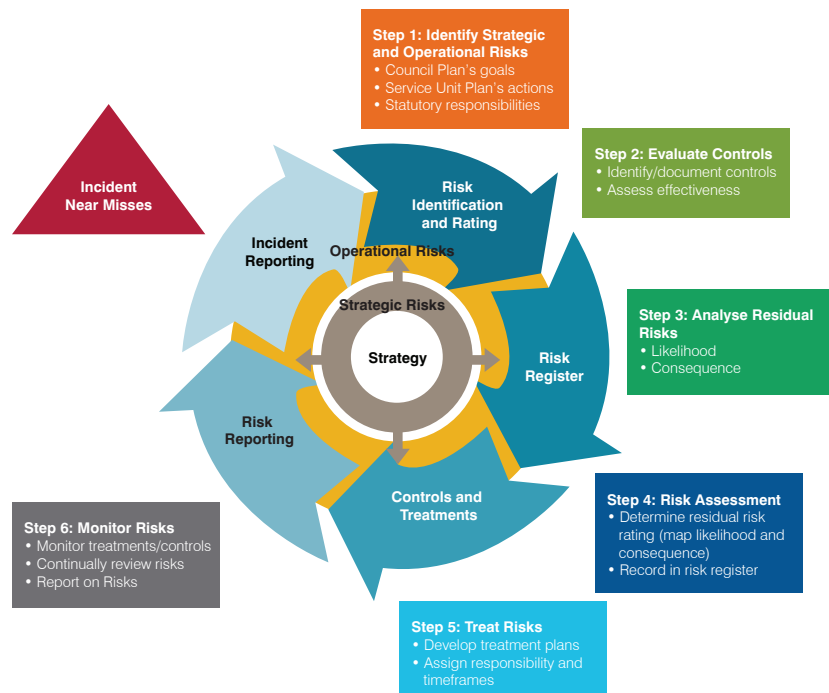 Step 1: Identify Strategic
and Operational Risks
• Council Plan's goals
• Service Unit Plan's actions
• Statutory responsibilities
Step 2: Evaluate Controls
• Identify/document controls
• Assess effectiveness
Incident
Near Misses
Risk
Identification
and Rating
Incident
Reporting
Operational Risks
Strategic Risks
Strategy
Step 3: Analyse Residual
Risks
• Likelihood
• Consequence
Risk
Register
Risk
Reporting
Controls and
Treatments
Step 4: Risk Assessment
• Determine residual risk
rating (map likelihood and
consequence)
• Record in risk register
Step 6: Monitor Risks
• Monitor treatments/controls
• Continually review risks
• Report on Risks
Step 5: Treat Risks
• Develop treatment plans
• Assign responsibility and
timeframes